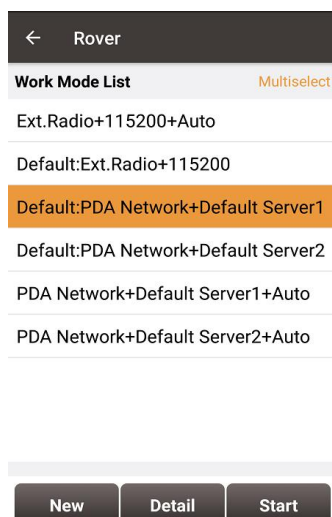 Rover
Work Mode List Multiselect
Ext.Radio+115200+Auto
Default:Ext.Radio+115200
Default:PDA Network+Default Server1
Default:PDA Network+Default Server2
PDA Network+Default Server1+Auto
PDA Network+Default Server2+Auto
New Detail Start